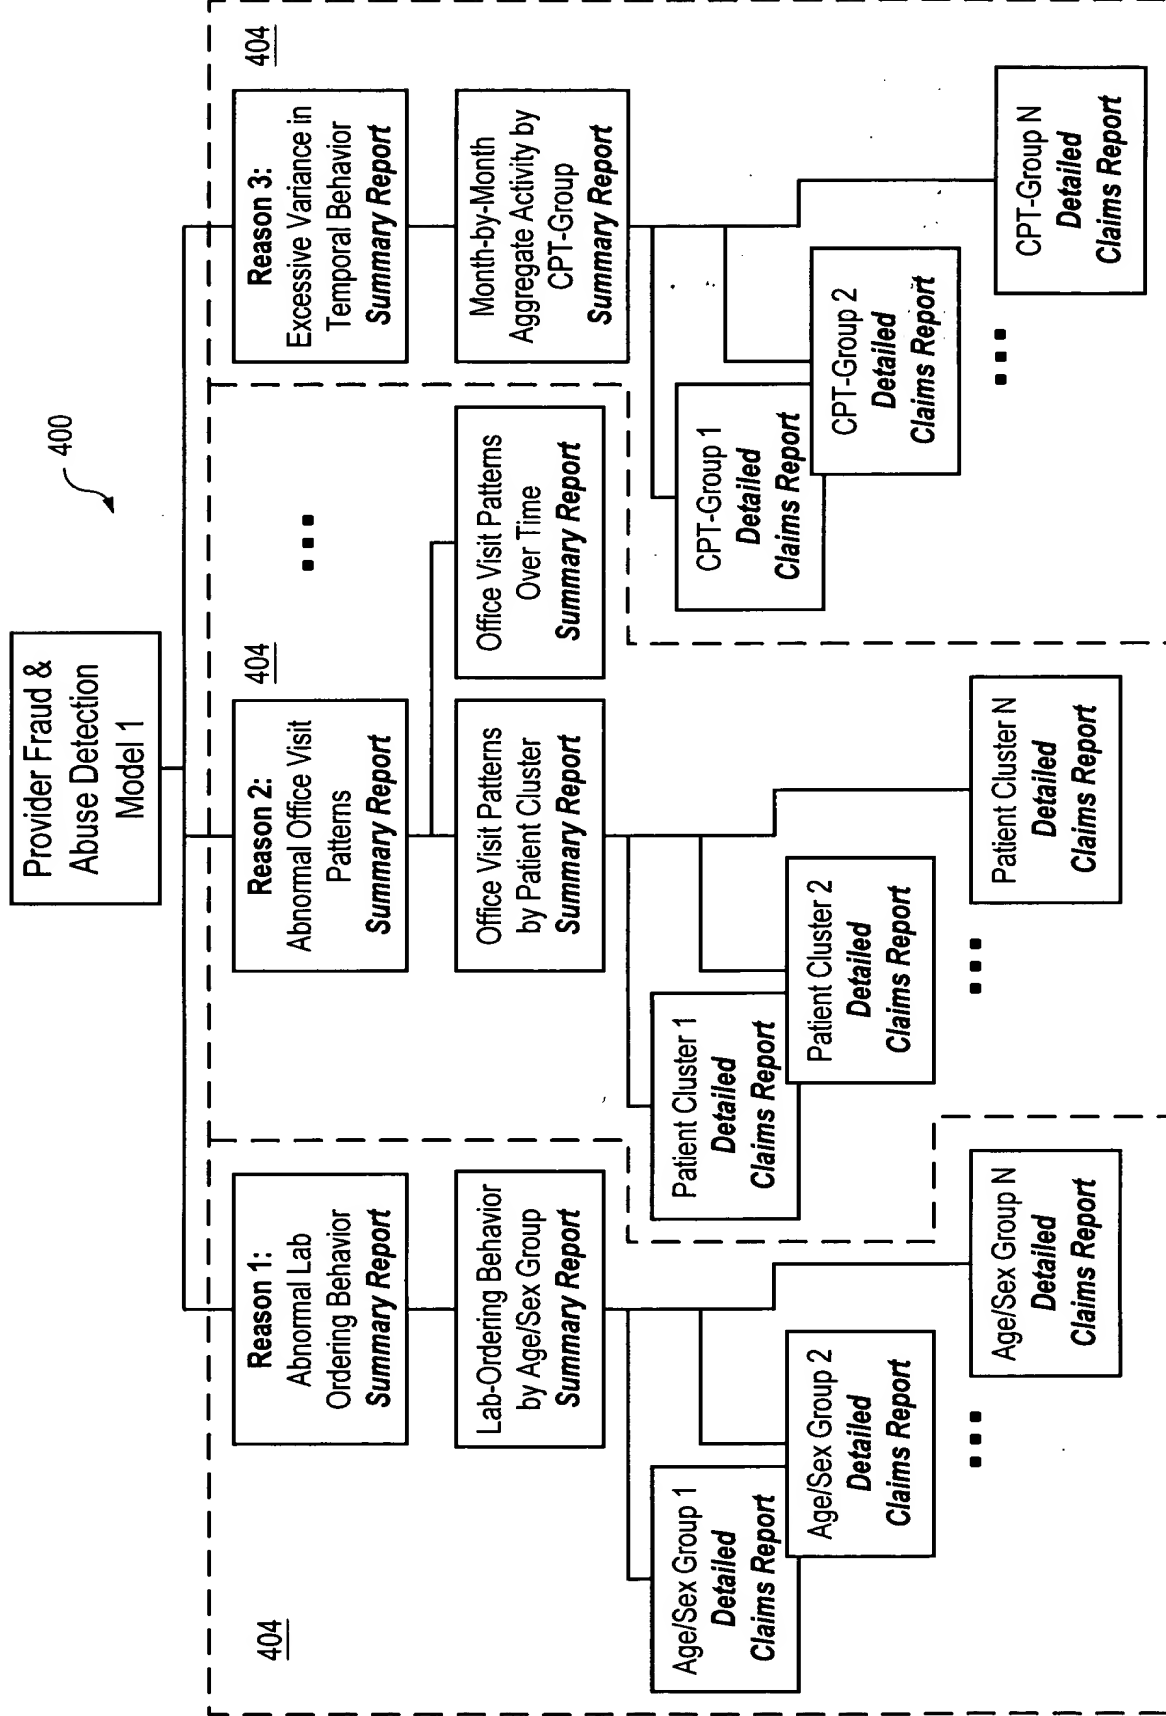 400
Provider Fraud &
Abuse Detection
Model 1
404
Reason 1:
Abnormal Lab
Ordering Behavior
Summary Report
Lab-Ordering Behavior
by Age/Sex Group
Summary Report
Age/Sex Group 1
Detailed
Claims Report
Age/Sex Group 2
Detailed
Claims Report
Age/Sex Group N
Detailed
Claims Report
404
Reason 2:
Abnormal Office Visit
Patterns
Summary Report
Office Visit Patterns
by Patient Cluster
Summary Report
Office Visit Patterns
Over Time
Summary Report
Patient Cluster 1
Detailed
Claims Report
Patient Cluster 2
Detailed
Claims Report
Patient Cluster N
Detailed
Claims Report
404
Reason 3:
Excessive Variance in
Temporal Behavior
Summary Report
Month-by-Month
Aggregate Activity by
CPT-Group
Summary Report
CPT-Group 1
Detailed
Claims Report
CPT-Group 2
Detailed
Claims Report
CPT-Group N
Detailed
Claims Report